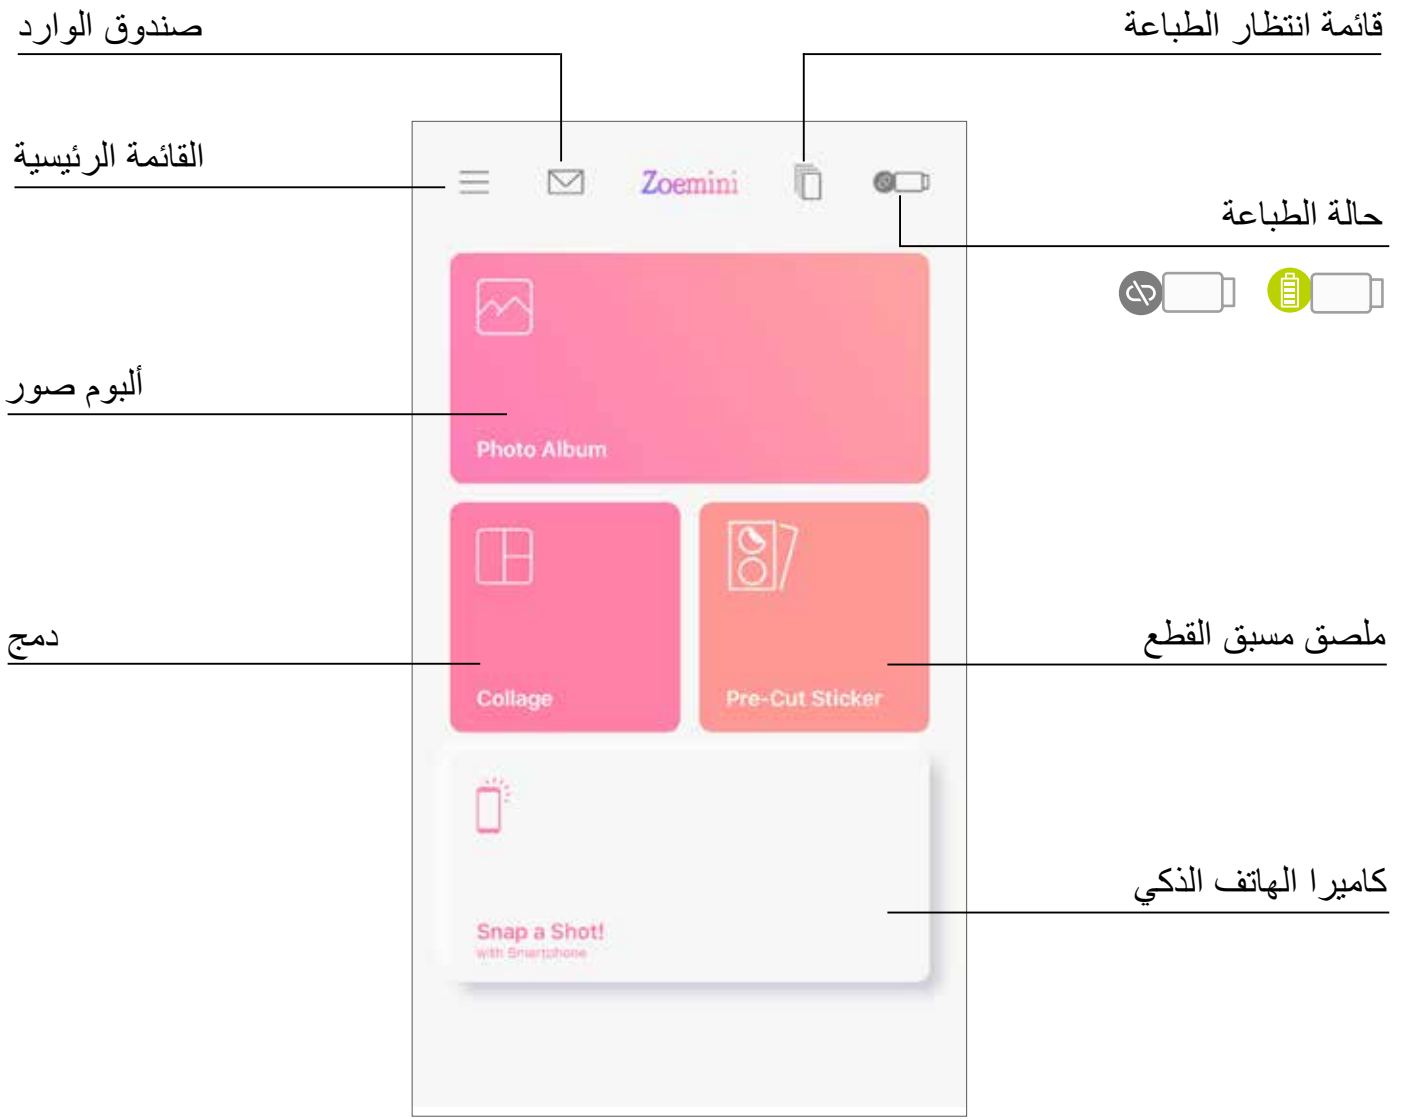 صندوق الوارد
قائمة انتظار الطباعة
القائمة الرئيسية
Zoemini
حالة الطباعة
ألبوم صور
Photo Album
دمج
ملصق مسبق القطع
Collage
Pre-Cut Sticker
كاميرا الهاتف الذكي
Snap a Shot!
with Smartphone